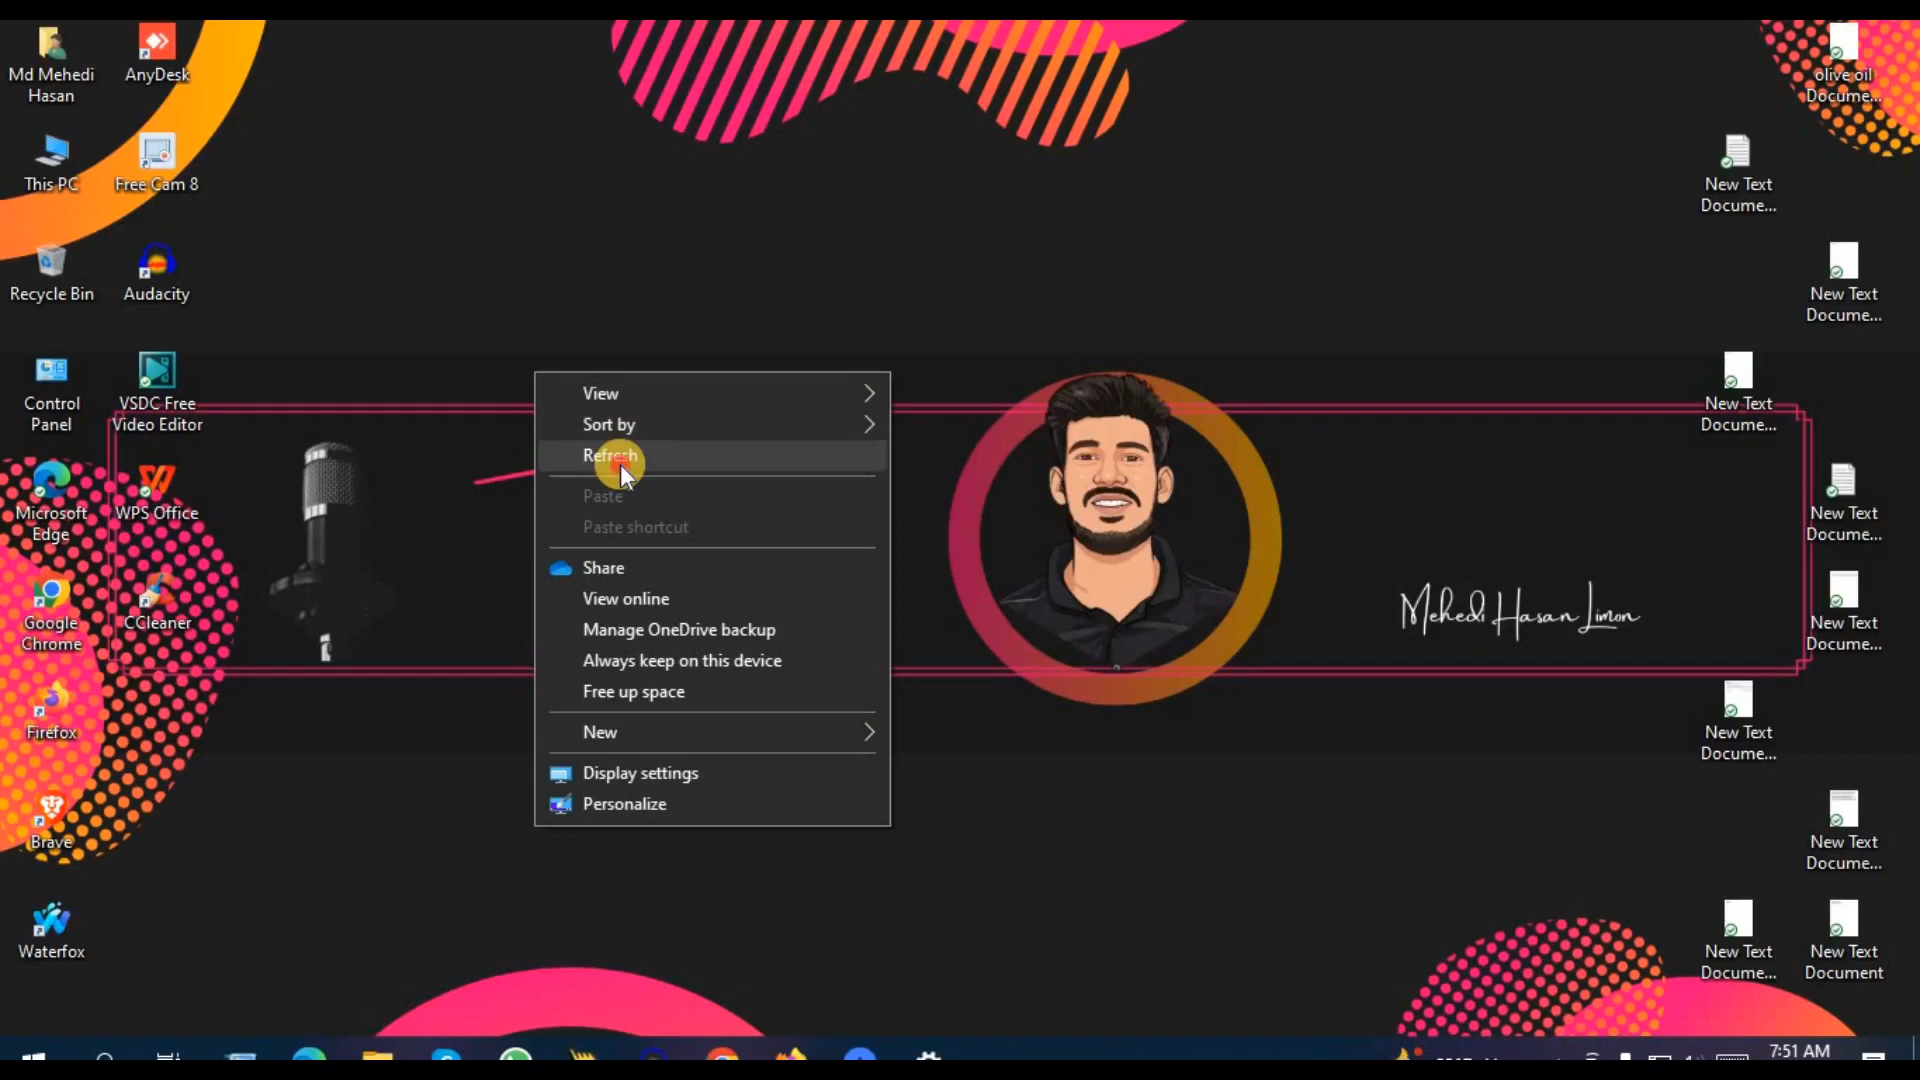 Md Mehedi
Hasan
AnyDesk
This PC
Free Cam 8
Recycle Bin
Audacity
Control
Panel
VSDC Free
Video Editor
Microsoft
Edge
WPS Office
Google
Chrome
CCleaner
Firefox
Brave
Waterfox
View
Sort by
Refresh
Paste
Paste shortcut
Share
View online
Manage OneDrive backup
Always keep on this device
Free up space
New
Display settings
Personalize
Mehedi Hasan Limon
olive oil
Docume...
New Text
Docume...
New Text
Docume...
New Text
Docume...
New Text
Docume...
New Text
Docume...
New Text
Docume...
New Text
Docume...
New Text
Docume...
New Text
Document
7:51 AM